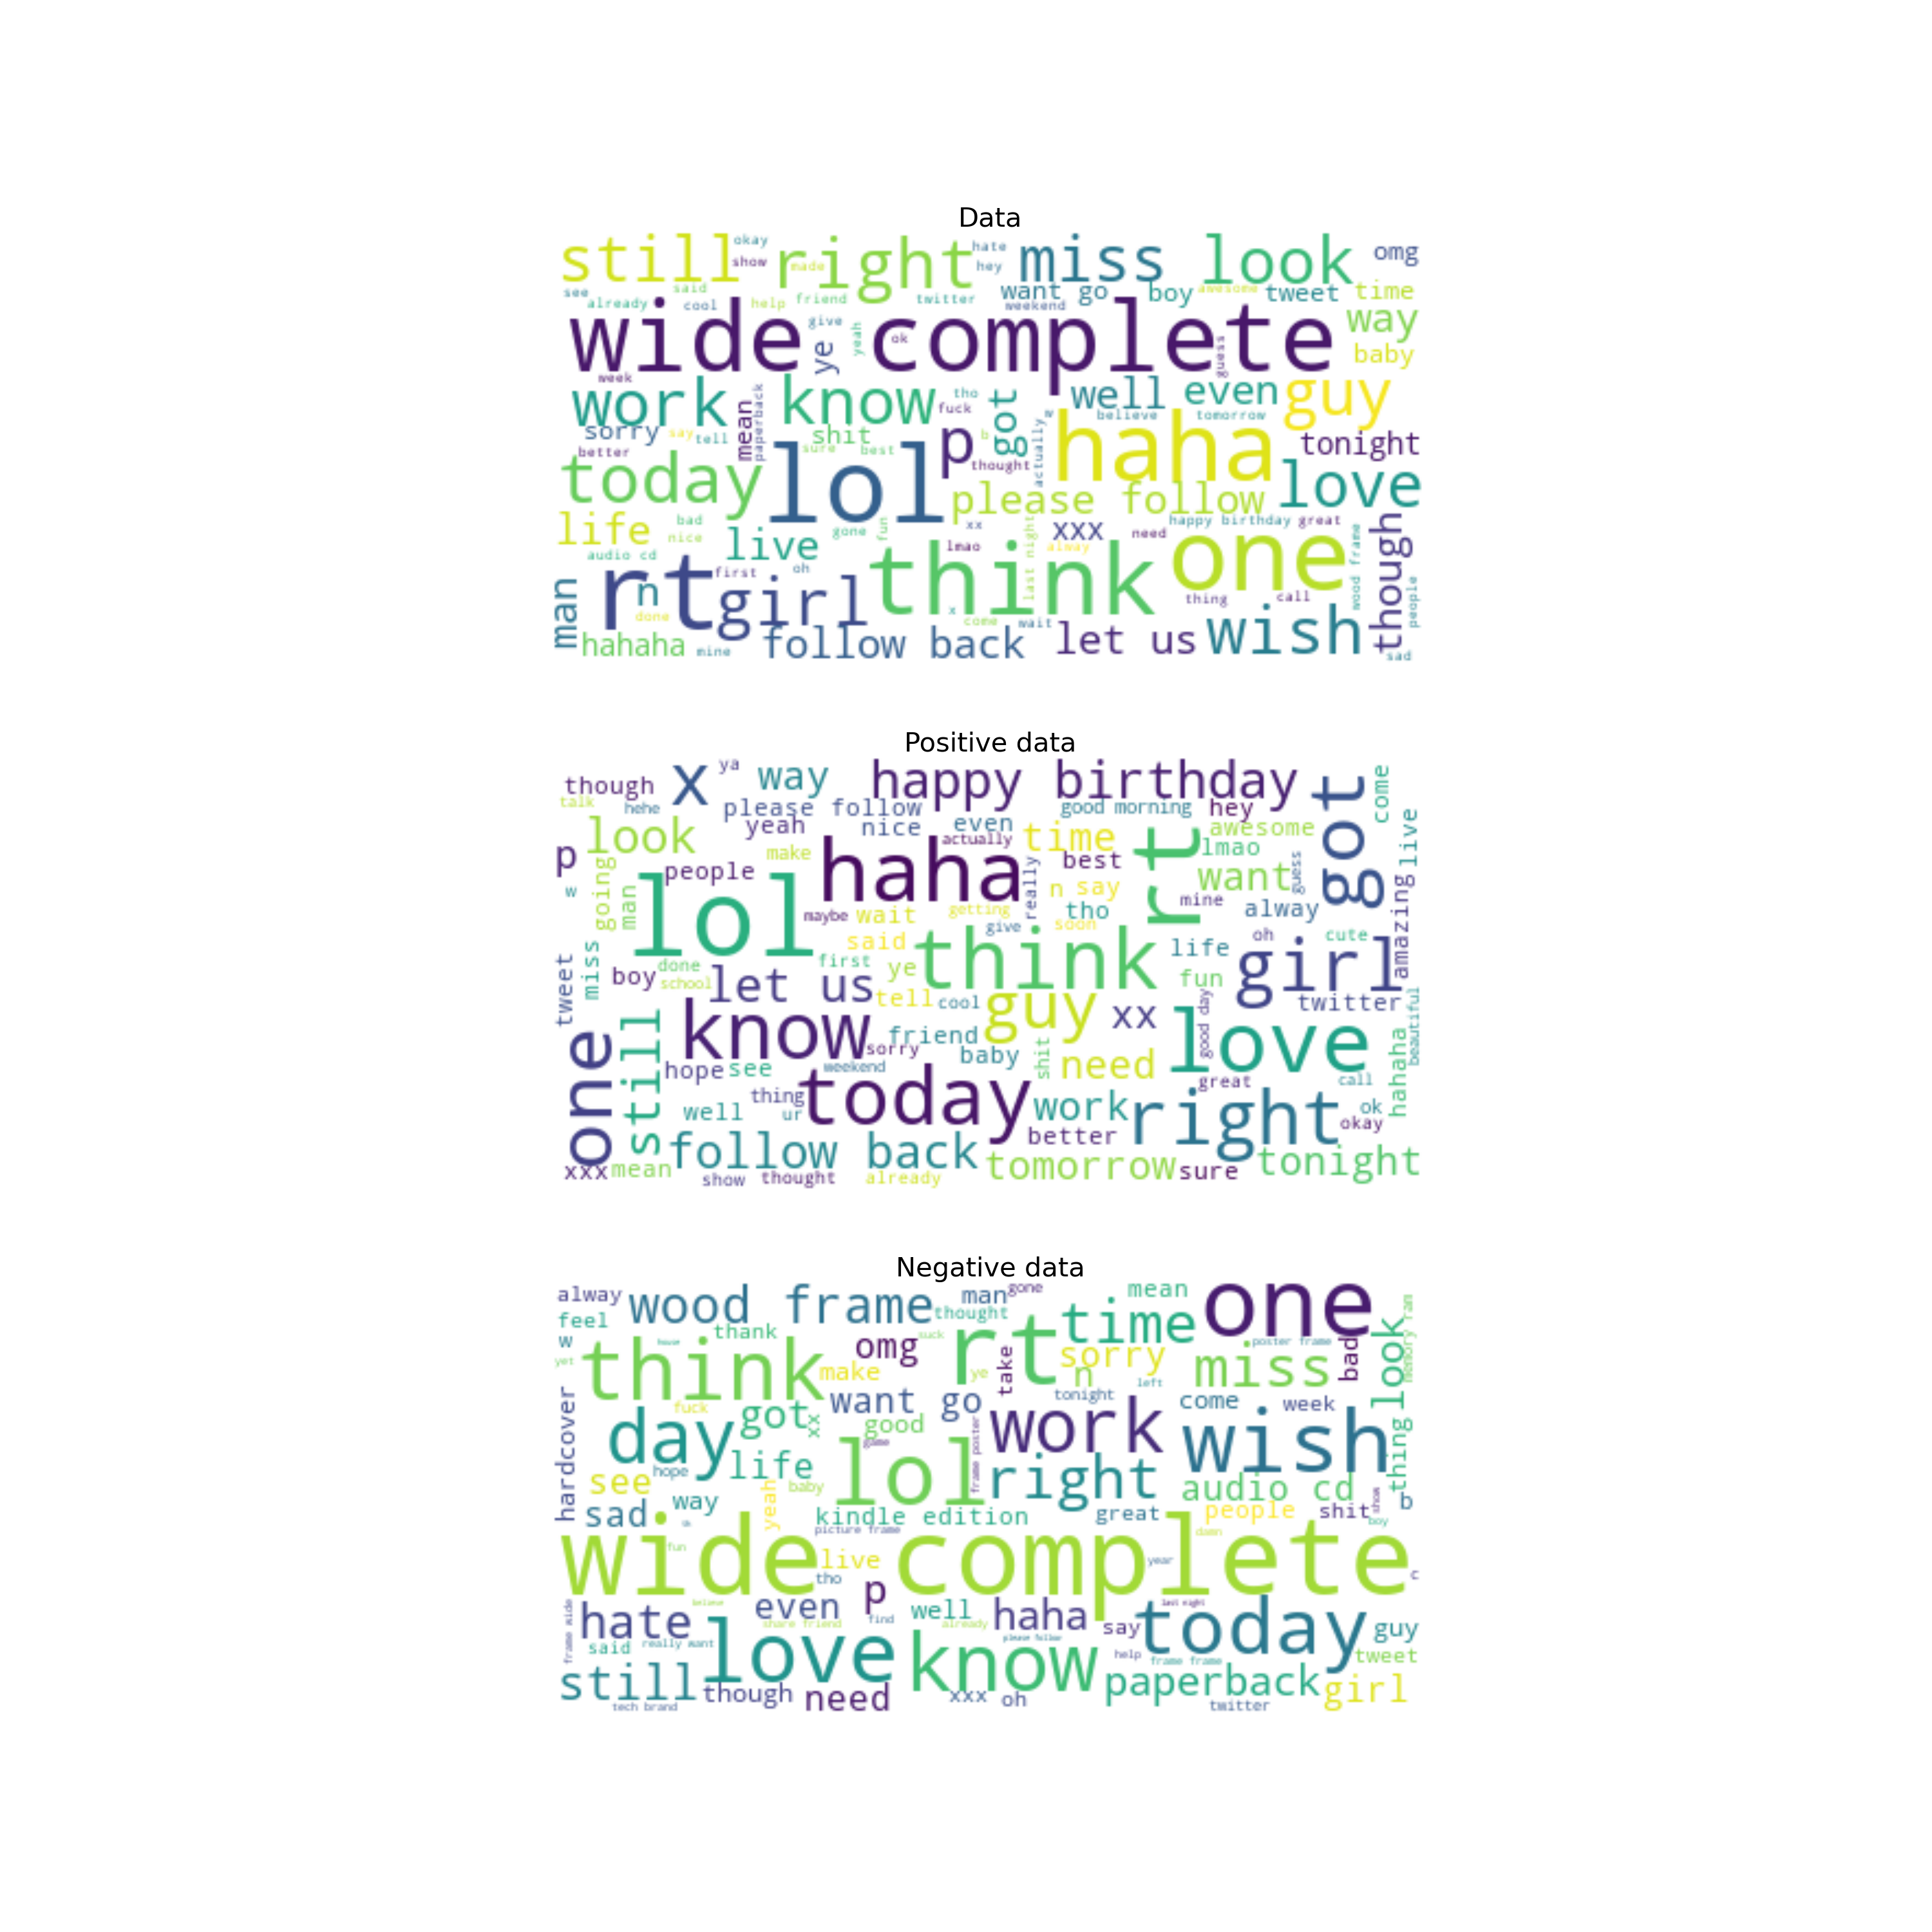 Data
still okay right hate miss look omg
show made hey
see said want go boy awesome tweet time
already cool help friend twitter weekend
wide complete way
give ye yeah ok guess baby
week
work know tho got well even guy
mean paperback fuck w believe tomorrow
sorry say tell shit p b haha tonight
better sure best thought actually
today lol please follow love
life bad gone fun xx xxx need happy birthday great
nice live lmao last night alway one wood frame though
audio cd first oh think
man rt n girl thing call people
done x come wait
hahaha mine follow back let us wish sad
Positive data
though x ya way happy birthday got come
talk hehe please follow good morning hey
look yeah nice even time rt awesome live
p people make haha actually best lmao
w going man really n say want guess
lol maybe wait getting tho mine alway amazing
said give soon oh cute
tweet miss first think life girl
boy done school let us ye fun twitter
tell cool guy xx good day beautiful
one still know friend love
sorry baby shit need hahaha
hope see weekend great call
thing today work right ok
well ur better okay
follow back tomorrow tonight
xxx mean show thought already sure
Negative data
alway wood frame man gone mean one
feel thought time
w house thank omg suck rt poster frame look memory ram
yet think make ye take sorry miss bad
n left
fuck want go tonight come week
hardcover day got xx good work wish thing
game frame poster
see hope life lol right audio cd
sad way yeah baby people shit show b
kindle edition great boy
ok picture frame damn
wide complete
fun live year c
tho p
frame wide hate believe even find well haha last night today guy
share friend already say
said really want love know please follow help tweet
frame frame
still though need xxx oh paperback girl
tech brand twitter